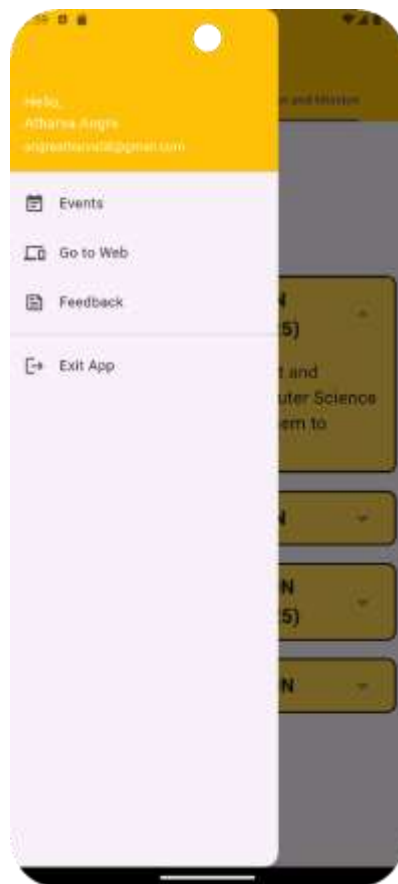 Hello,
Atharva Angre
n and Mission
Events
Go to Web
Feedback
Exit App
N
5)
t and
uter Science
em to
N
N
5)
N